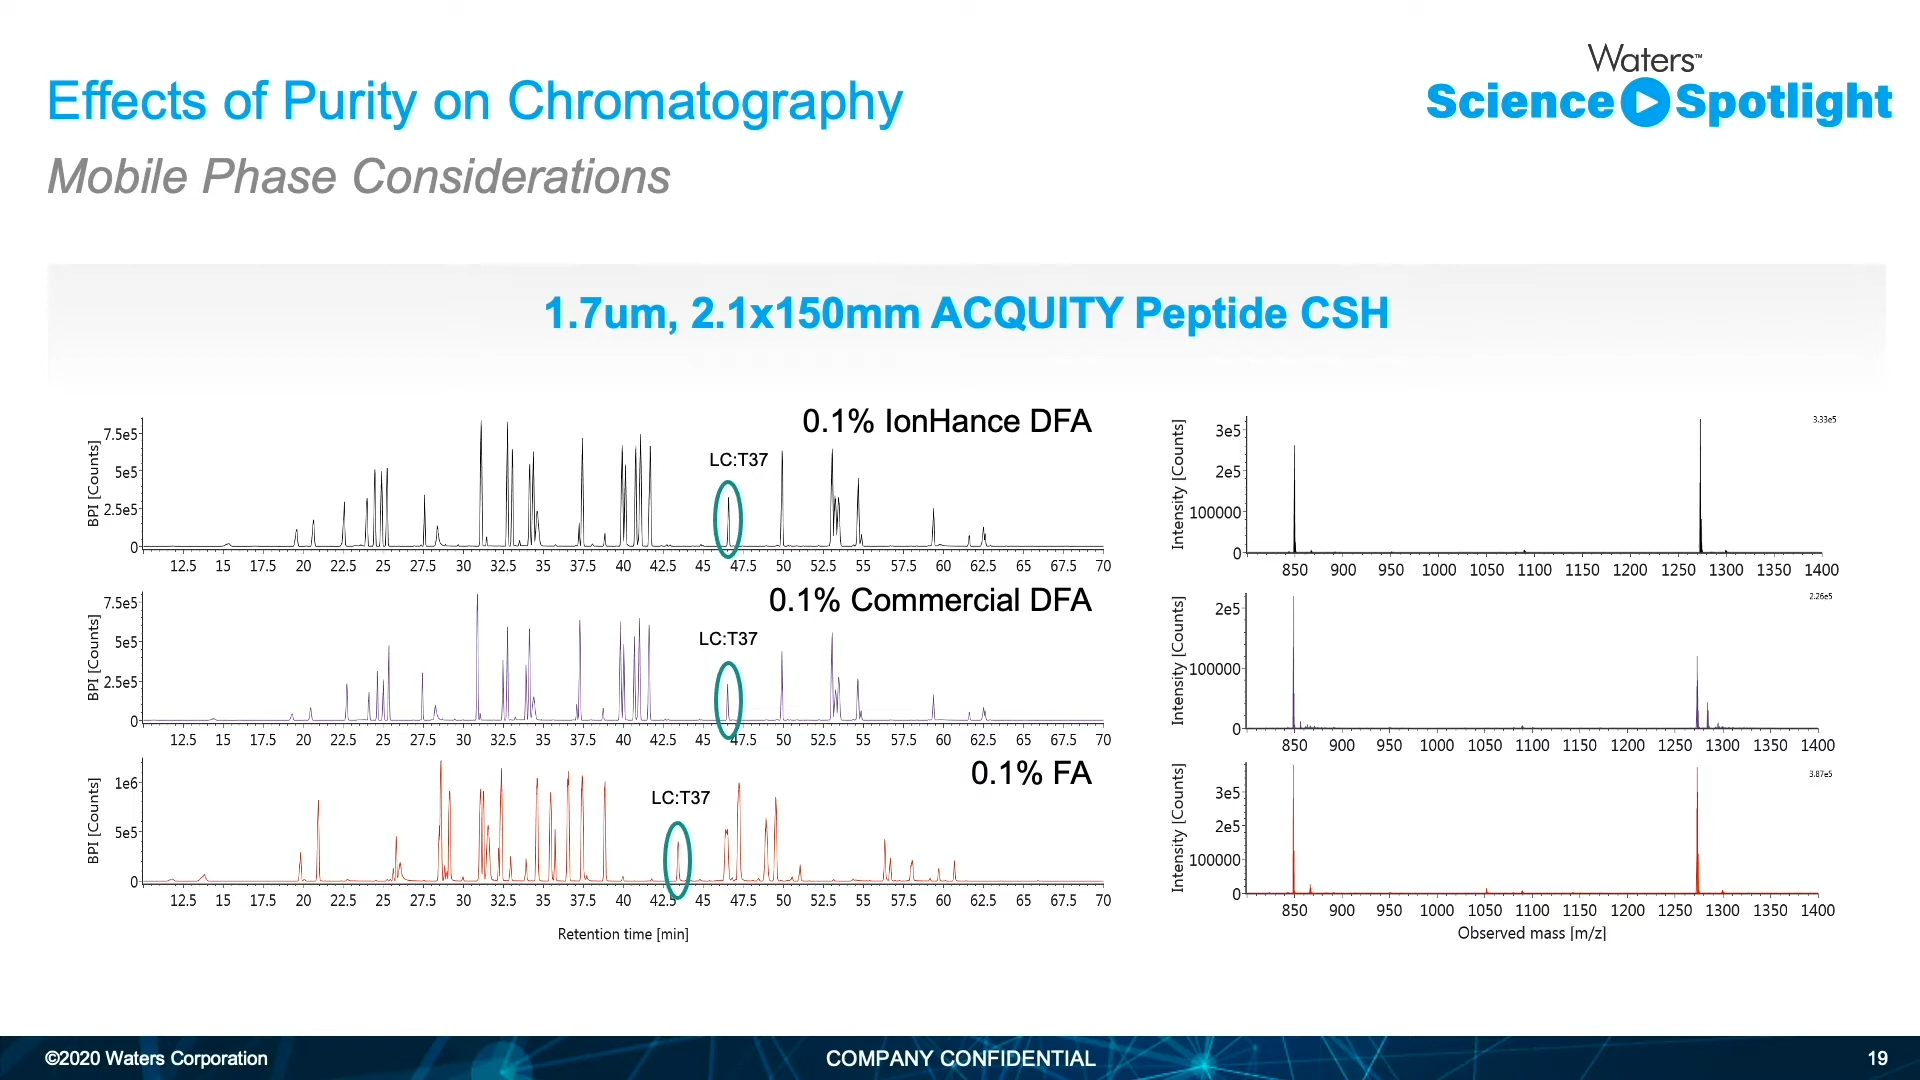 Effects of Purity on Chromatography
Mobile Phase Considerations
Waters™
Science Spotlight
1.7um, 2.1x150mm ACQUITY Peptide CSH
0.1% IonHance DFA
LC:T37
BPI [Counts]
7.5e5
5e5
2.5e5
0
12.5 15 17.5 20 22.5 25 27.5 30 32.5 35 37.5 40 42.5 45 47.5 50 52.5 55 57.5 60 62.5 65 67.5 70
3.33e5
Intensity [Counts]
3e5
2e5
100000
0
850 900 950 1000 1050 1100 1150 1200 1250 1300 1350 1400
0.1% Commercial DFA
LC:T37
BPI [Counts]
7.5e5
5e5
2.5e5
0
12.5 15 17.5 20 22.5 25 27.5 30 32.5 35 37.5 40 42.5 45 47.5 50 52.5 55 57.5 60 62.5 65 67.5 70
2.26e5
Intensity [Counts]
2e5
100000
0
850 900 950 1000 1050 1100 1150 1200 1250 1300 1350 1400
0.1% FA
LC:T37
BPI [Counts]
1e6
5e5
0
12.5 15 17.5 20 22.5 25 27.5 30 32.5 35 37.5 40 42.5 45 47.5 50 52.5 55 57.5 60 62.5 65 67.5 70
Retention time [min]
3.87e5
Intensity [Counts]
3e5
2e5
100000
0
850 900 950 1000 1050 1100 1150 1200 1250 1300 1350 1400
Observed mass [m/z]
©2020 Waters Corporation
COMPANY CONFIDENTIAL
19